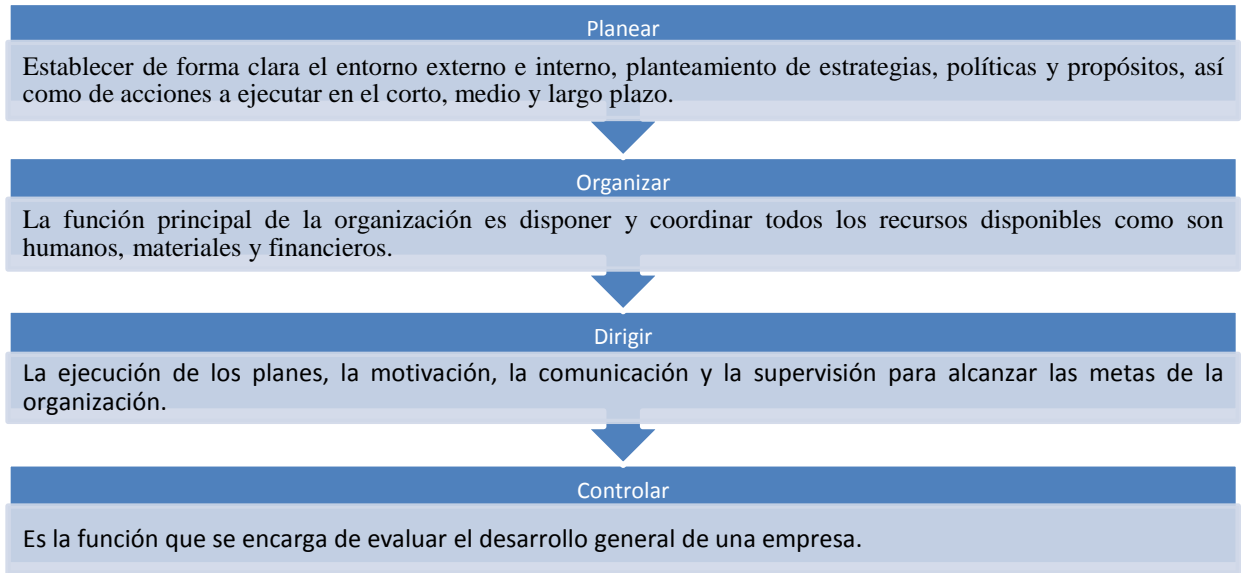 Planear
Establecer de forma clara el entorno externo e interno, planteamiento de estrategias, políticas y propósitos, así
como de acciones a ejecutar en el corto, medio y largo plazo.
Organizar
La función principal de la organización es disponer y coordinar todos los recursos disponibles como son
humanos, materiales y financieros.
Dirigir
La ejecución de los planes, la motivación, la comunicación y la supervisión para alcanzar las metas de la
organización.
Controlar
Es la función que se encarga de evaluar el desarrollo general de una empresa.